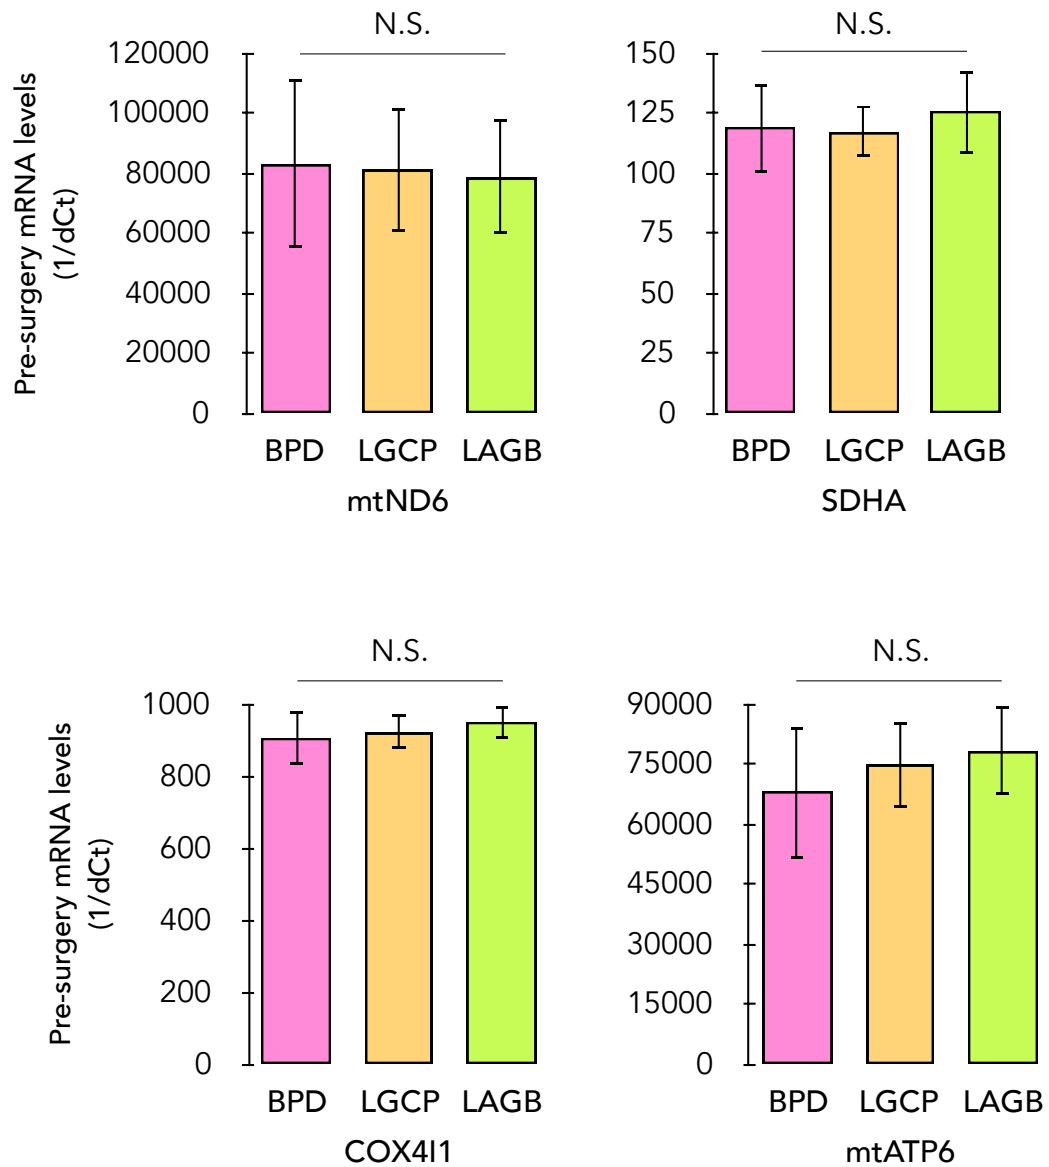 N.S.
Pre-surgery mRNA levels
(1/dCt)
120000
100000
80000
60000
40000
20000
0
BPD LGCP LAGB
mtND6
N.S.
150
125
100
75
50
25
0
BPD LGCP LAGB
SDHA
N.S.
Pre-surgery mRNA levels
(1/dCt)
1000
800
600
400
200
0
BPD LGCP LAGB
COX4I1
N.S.
90000
75000
60000
45000
30000
15000
0
BPD LGCP LAGB
mtATP6